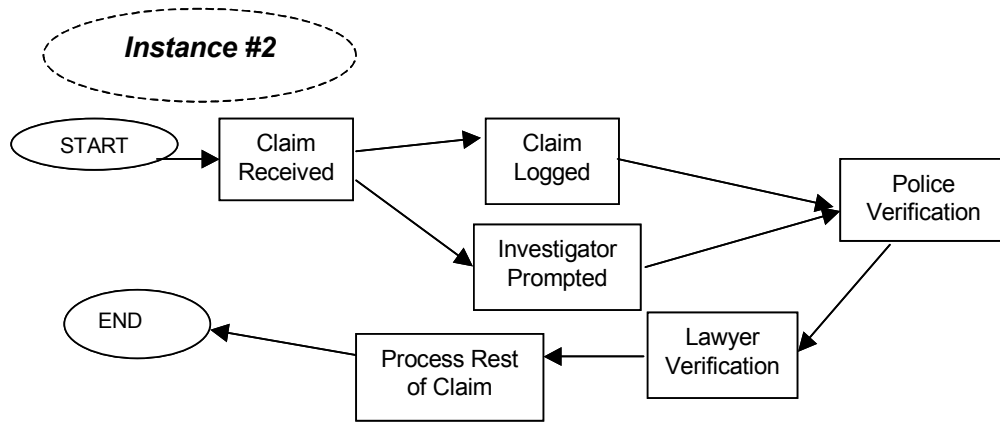 Instance #2
START
Claim
Received
Claim
Logged
Police
Verification
Investigator
Prompted
END
Process Rest
of Claim
Lawyer
Verification